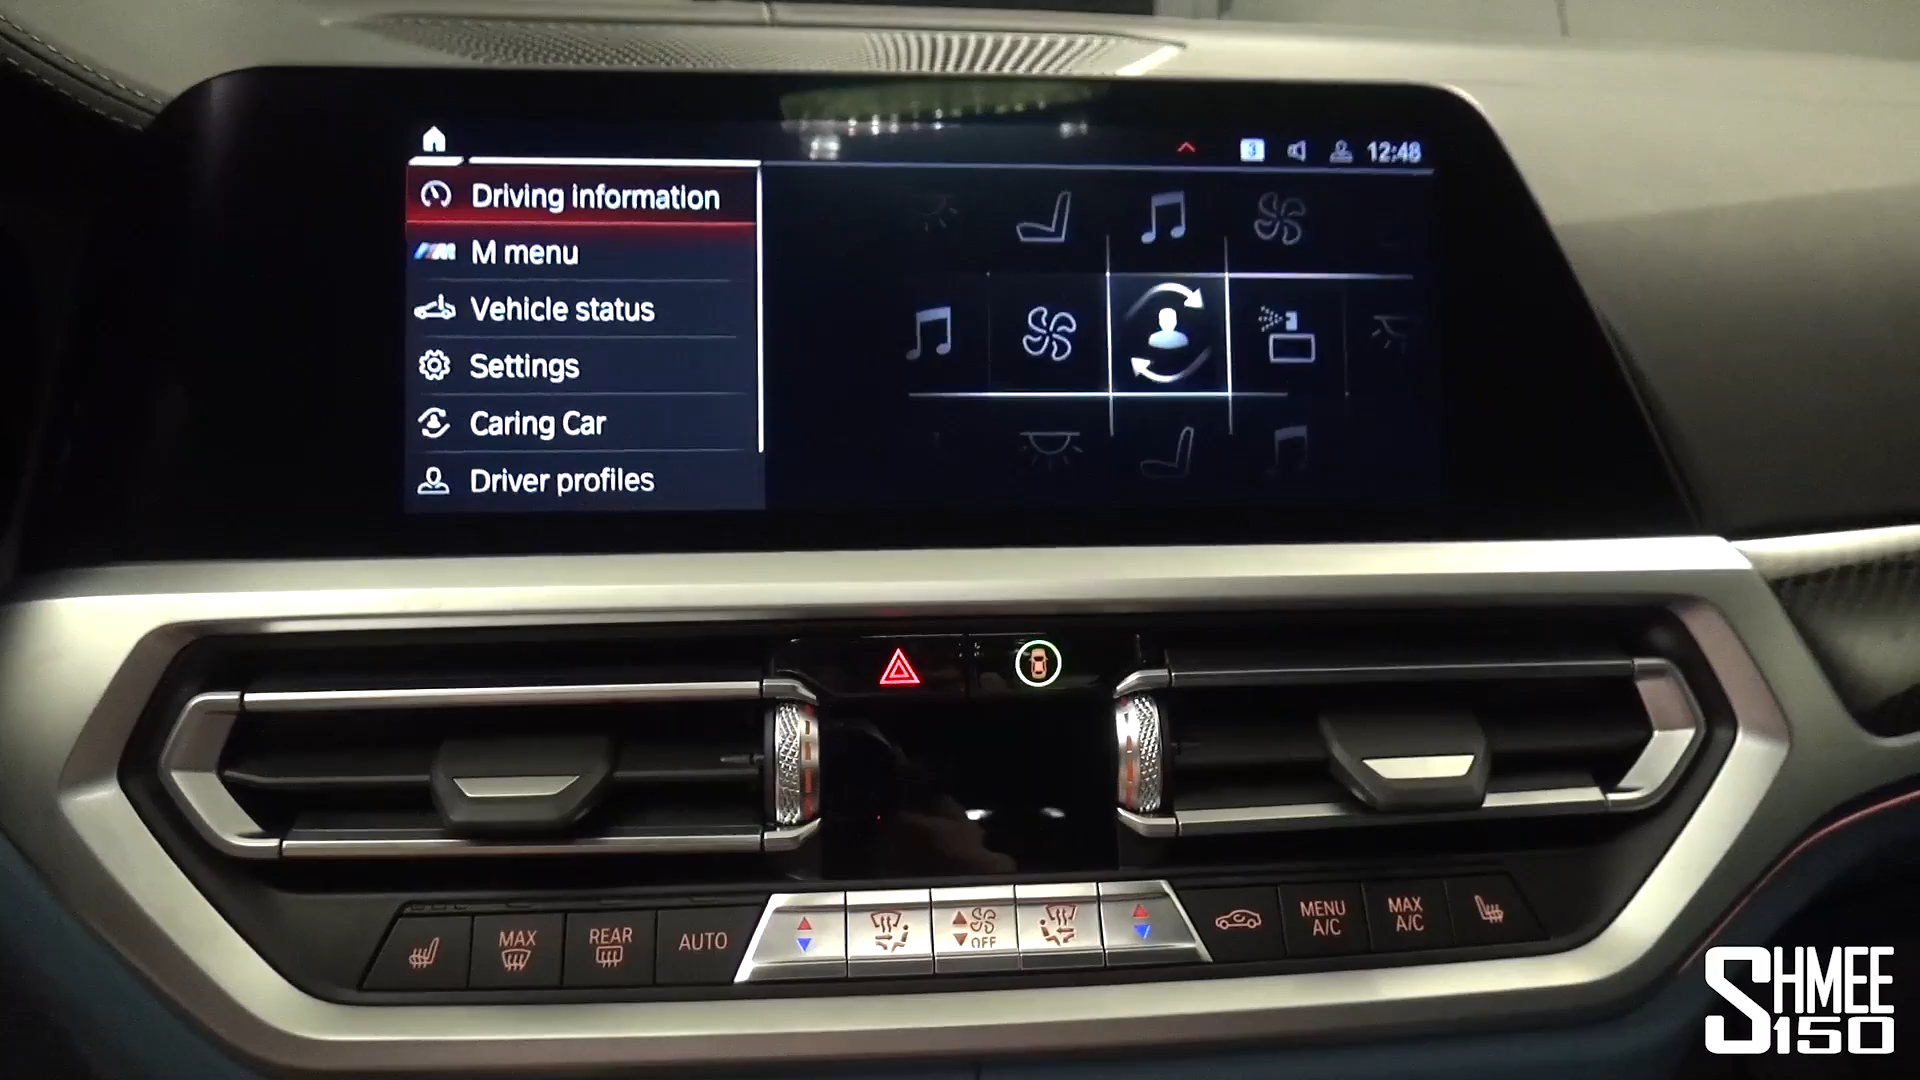 3 12:48
Driving information
M menu
Vehicle status
Settings
Caring Car
Driver profiles
MAX
REAR
AUTO
OFF
MENU
A/C
MAX
A/C
SHMEE
150